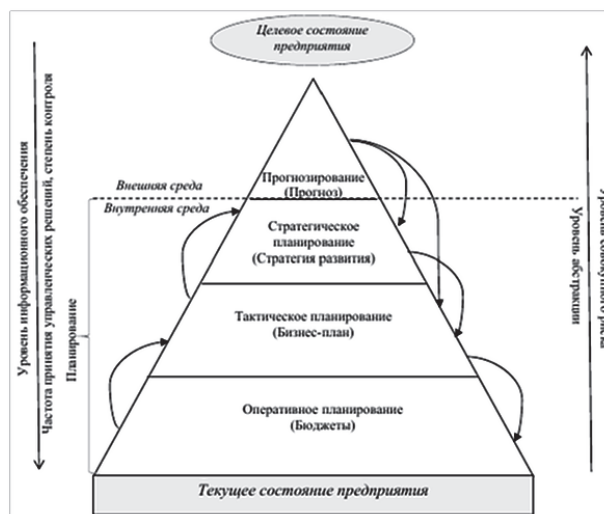 Целевое состояние
предприятия
Прогнозирование
(Прогноз)
Внешняя среда
Внутренняя среда
Стратегическое
планирование
(Стратегия развития)
Тактическое планирование
(Бизнес-план)
Оперативное планирование
(Бюджеты)
Текущее состояние предприятия
Уровень информационного обеспечения
Частота принятия управленческих решений, степень контроля
Планирование
Уровень абстракции